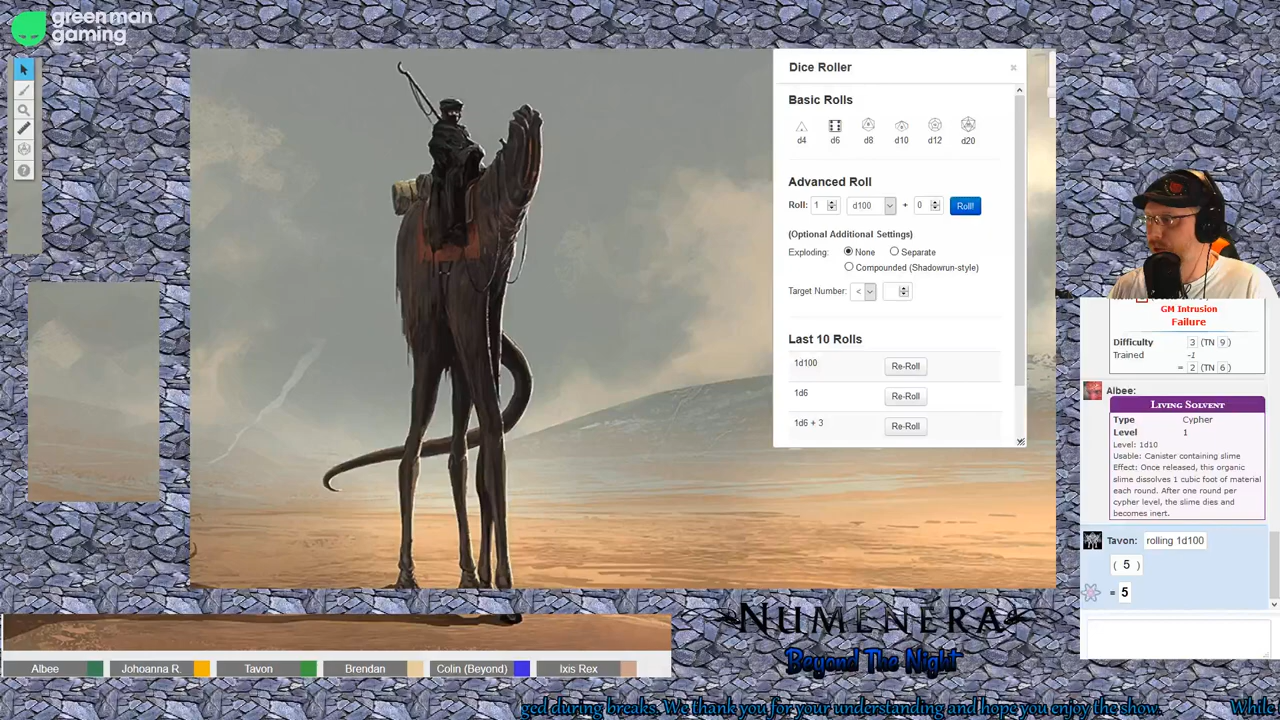 greenman
gaming
Dice Roller
×
Basic Rolls
d4 d6 d8 d10 d12 d20
Advanced Roll
Roll: 1 d100 + 0 Roll!
(Optional Additional Settings)
Exploding: None Separate
Compounded (Shadowrun-style)
Target Number: <
Last 10 Rolls
1d100 Re-Roll
1d6 Re-Roll
1d6 + 3 Re-Roll
GM Intrusion
Failure
Difficulty 3 (TN 9)
Trained -1
= 2 (TN 6)
Albee:
Living Solvent
Type Cypher
Level 1
Level: 1d10
Usable: Canister containing slime
Effect: Once released, this organic
slime dissolves 1 cubic foot of material
each round. After one round per
cypher level, the slime dies and
becomes inert.
Tavon: rolling 1d100
( 5 )
= 5
Albee Johoanna R. Tavon Brendan Colin (Beyond) Ixis Rex
Numenera
Beyond The Night
ged during breaks. We thank you for your understanding and hope you enjoy the show. While